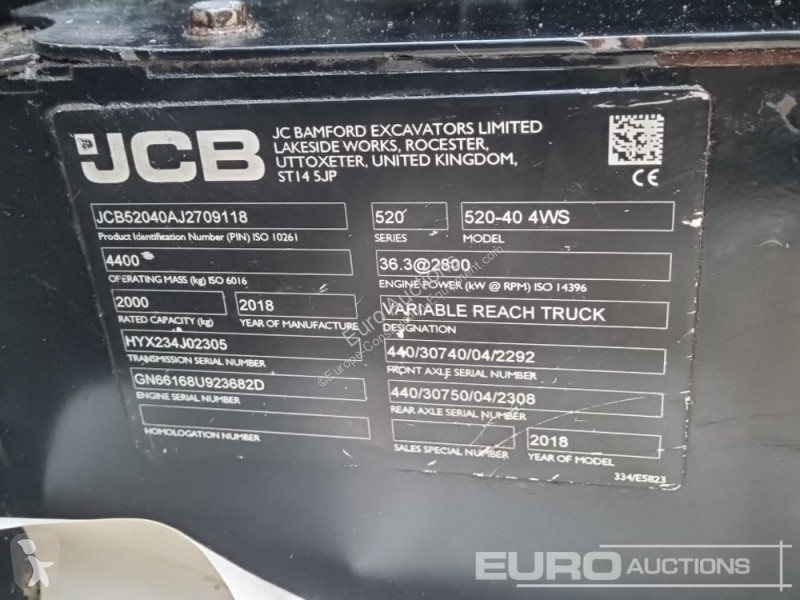 JCB
JC BAMFORD EXCAVATORS LIMITED
LAKESIDE WORKS, ROCESTER,
UTTOXETER, UNITED KINGDOM,
ST14 5JP
CE
JCB52040AJ2709118
Product Identification Number (PIN) ISO 10261
520
SERIES
520-40 4WS
MODEL
4400
OPERATING MASS (kg) ISO 6016
36.3@2800
ENGINE POWER (kW @ RPM) ISO 14396
2000
RATED CAPACITY (kg)
2018
YEAR OF MANUFACTURE
VARIABLE REACH TRUCK
DESIGNATION
HYX234J02305
TRANSMISSION SERIAL NUMBER
440/30740/04/2292
FRONT AXLE SERIAL NUMBER
GN66168U923682D
ENGINE SERIAL NUMBER
440/30750/04/2308
REAR AXLE SERIAL NUMBER
HOMOLOGATION NUMBER
SALES SPECIAL NUMBER
2018
YEAR OF MODEL
334/E5823
EURO AUCTIONS